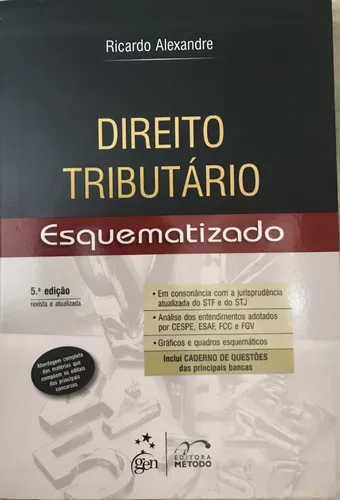 Ricardo Alexandre
DIREITO
TRIBUTÁRIO
Esquematizado
5.ª edição
revista e atualizada
• Em consonância com a jurisprudência
atualizada do STF e do STJ
• Análise dos entendimentos adotados
por CESPE, ESAF, FCC e FGV
• Gráficos e quadros esquemáticos
Inclui CADERNO DE QUESTÕES
das principais bancas
Abordagem completa
das matérias que
compõem os editais
dos principais
concursos
gen
EDITORA
MÉTODO